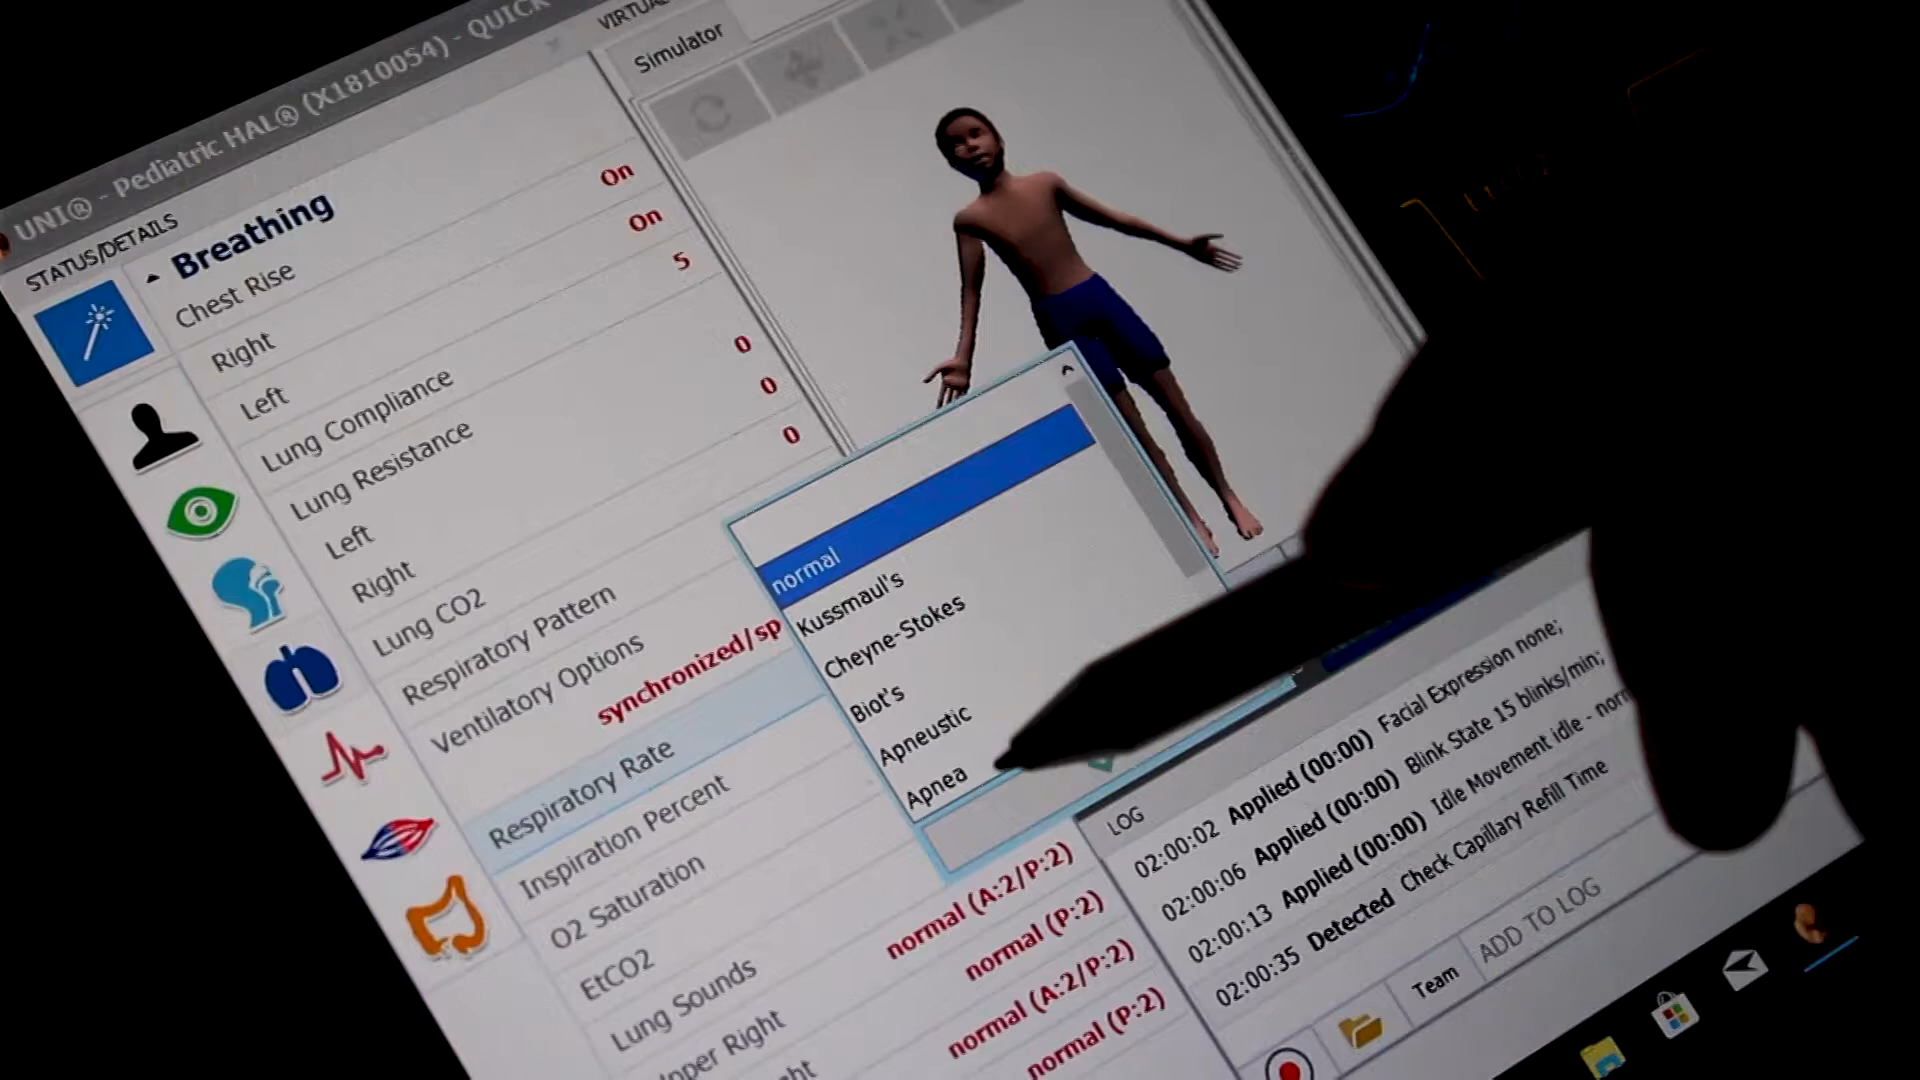 UNI® - Pediatric HAL® (X1810054) - QUICK
STATUS/DETAILS
Breathing
Chest Rise
Right On
Left On
Lung Compliance 5
Lung Resistance
Left 0
Right 0
Lung CO2 0
Respiratory Pattern
Ventilatory Options
synchronized/sp
Respiratory Rate
Inspiration Percent
O2 Saturation
EtCO2
Lung Sounds
Upper Right
normal (A:2/P:2)
normal (P:2)
normal (A:2/P:2)
normal (P:2)
Simulator
normal
Kussmaul's
Cheyne-Stokes
Biot's
Apneustic
Apnea
LOG
02:00:02 Applied (00:00) Facial Expression none;
02:00:06 Applied (00:00) Blink State 15 blinks/min;
02:00:13 Applied (00:00) Idle Movement idle - norm
02:00:35 Detected Check Capillary Refill Time
Team
ADD TO LOG